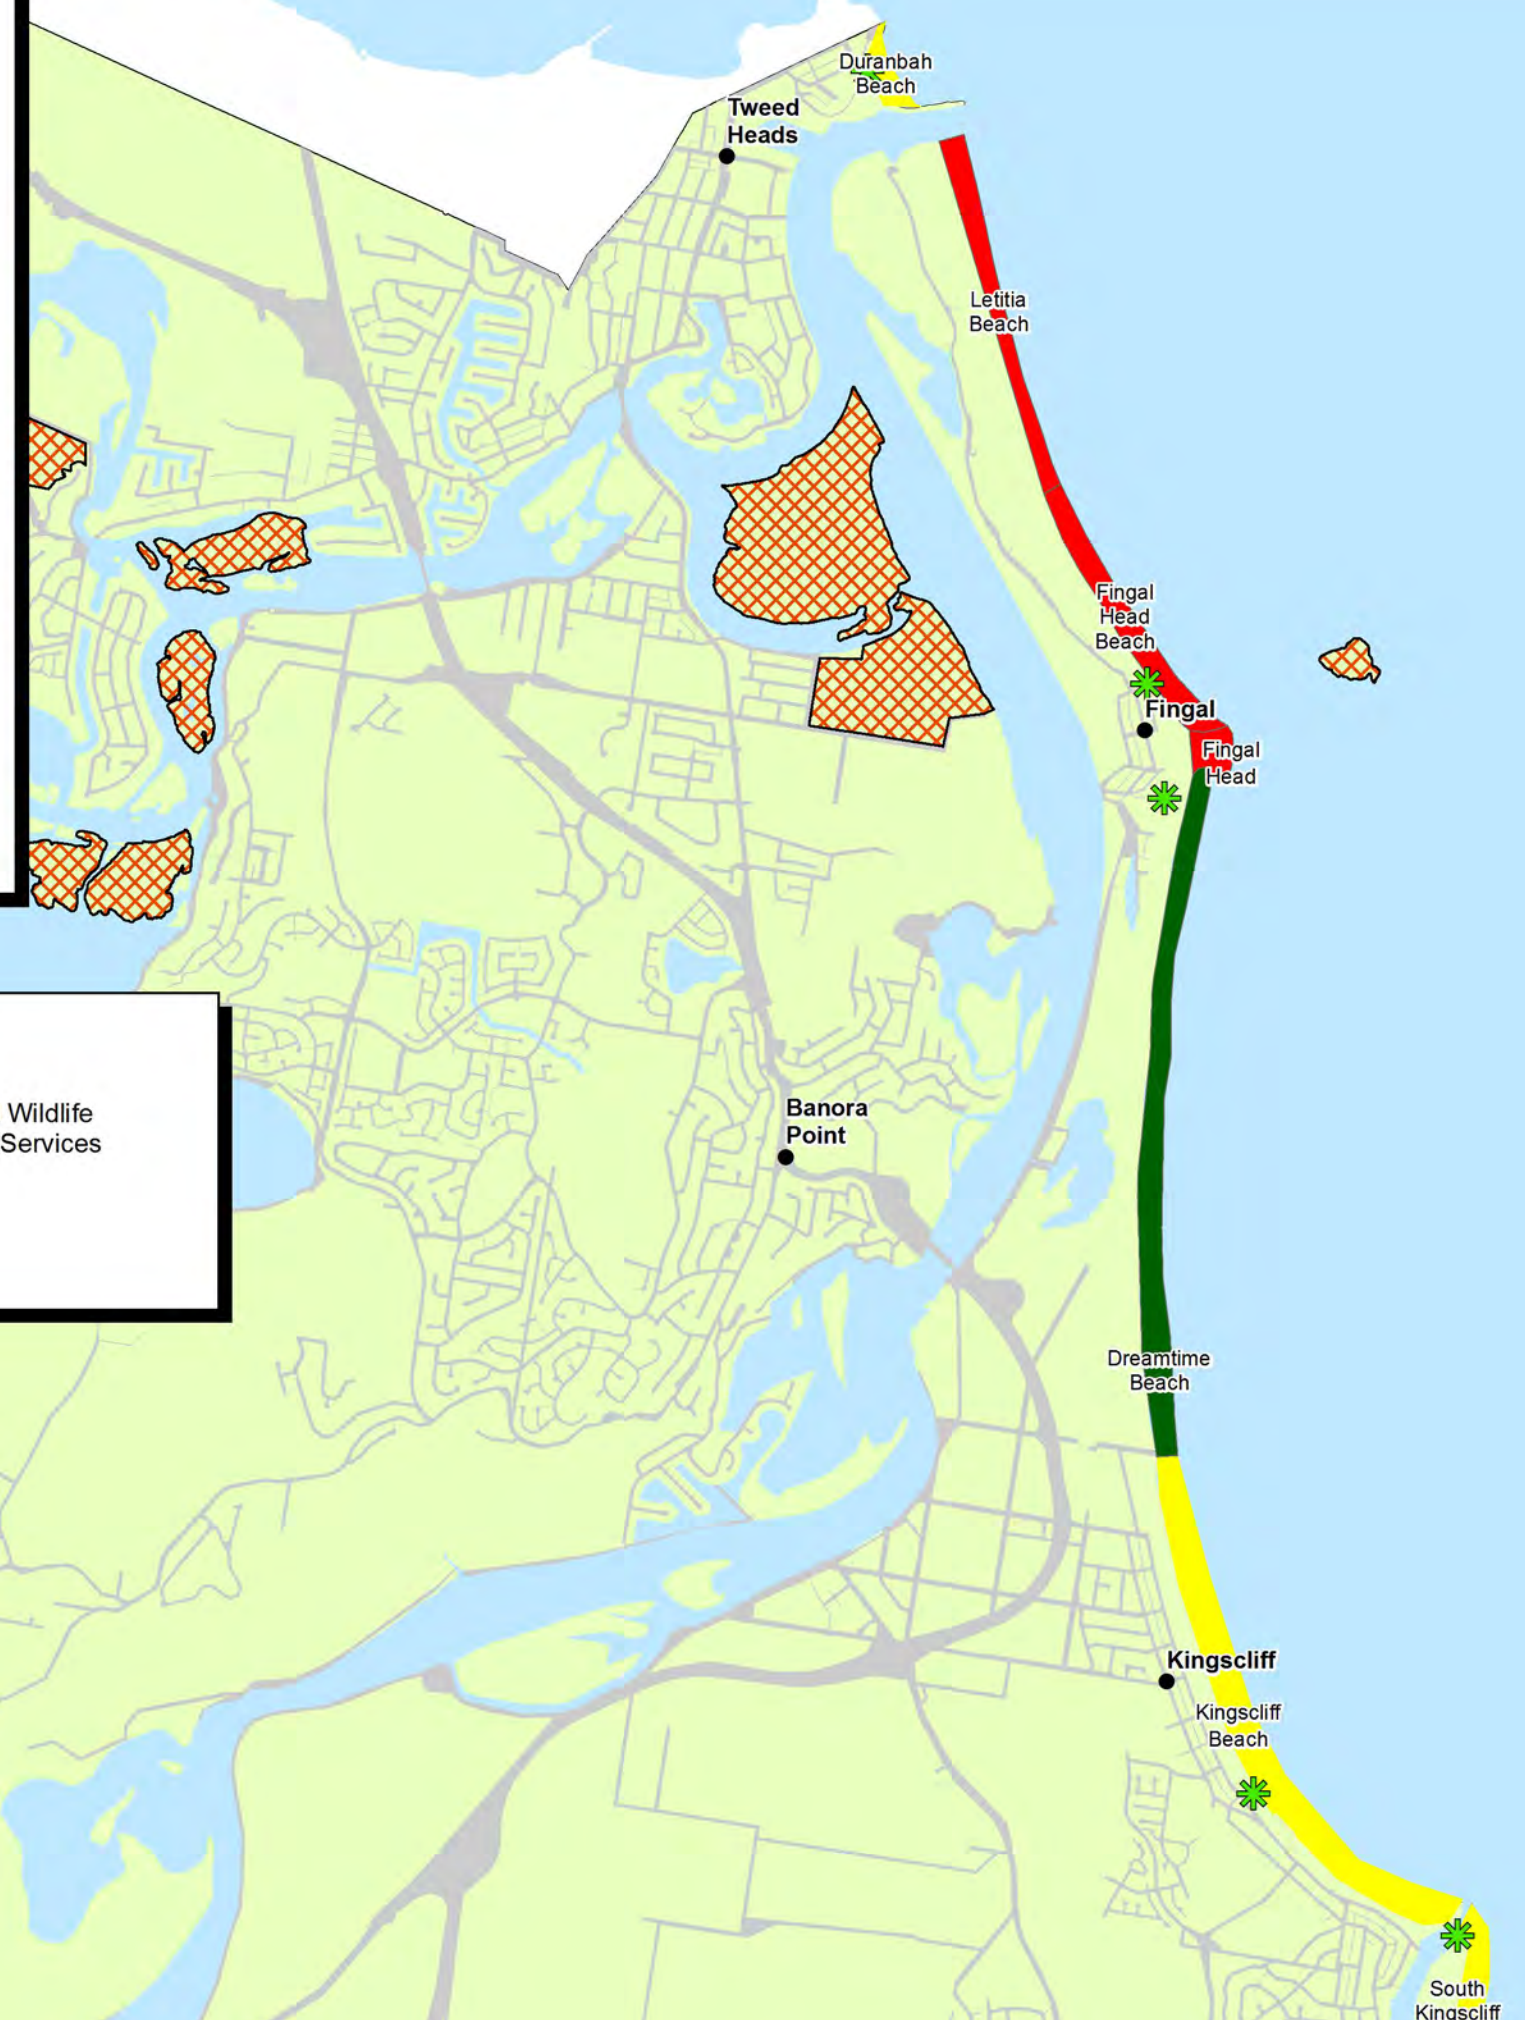 Duranbah
Beach
Tweed
Heads
Letitia
Beach
Fingal
Head
Beach
Fingal
Fingal
Head
Wildlife
Services
Banora
Point
Dreamtime
Beach
Kingscliff
Kingscliff
Beach
South
Kingscliff